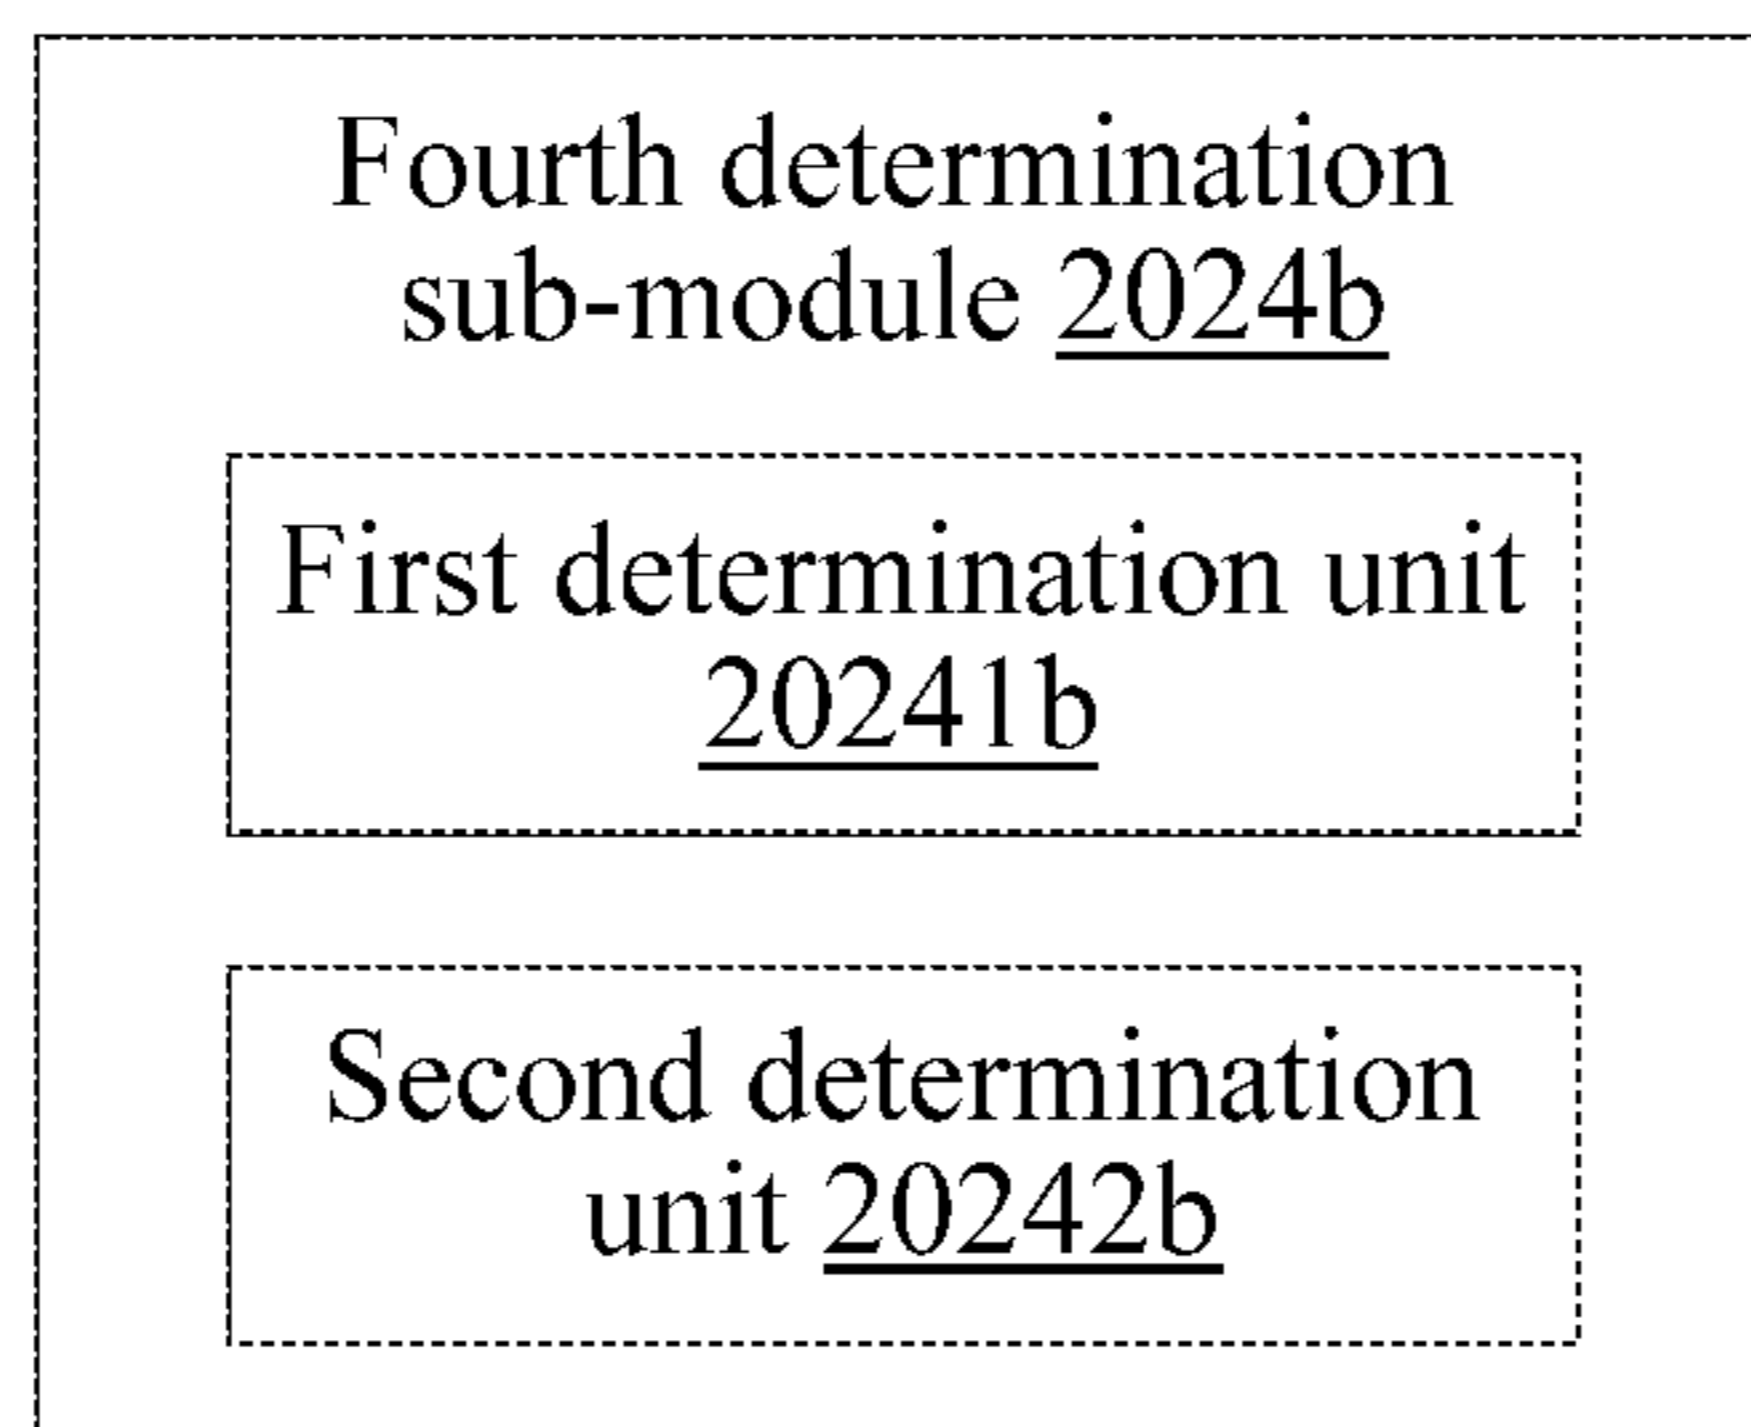 Fourth determination
sub-module 2024b
First determination unit
20241b
Second determination
unit 20242b